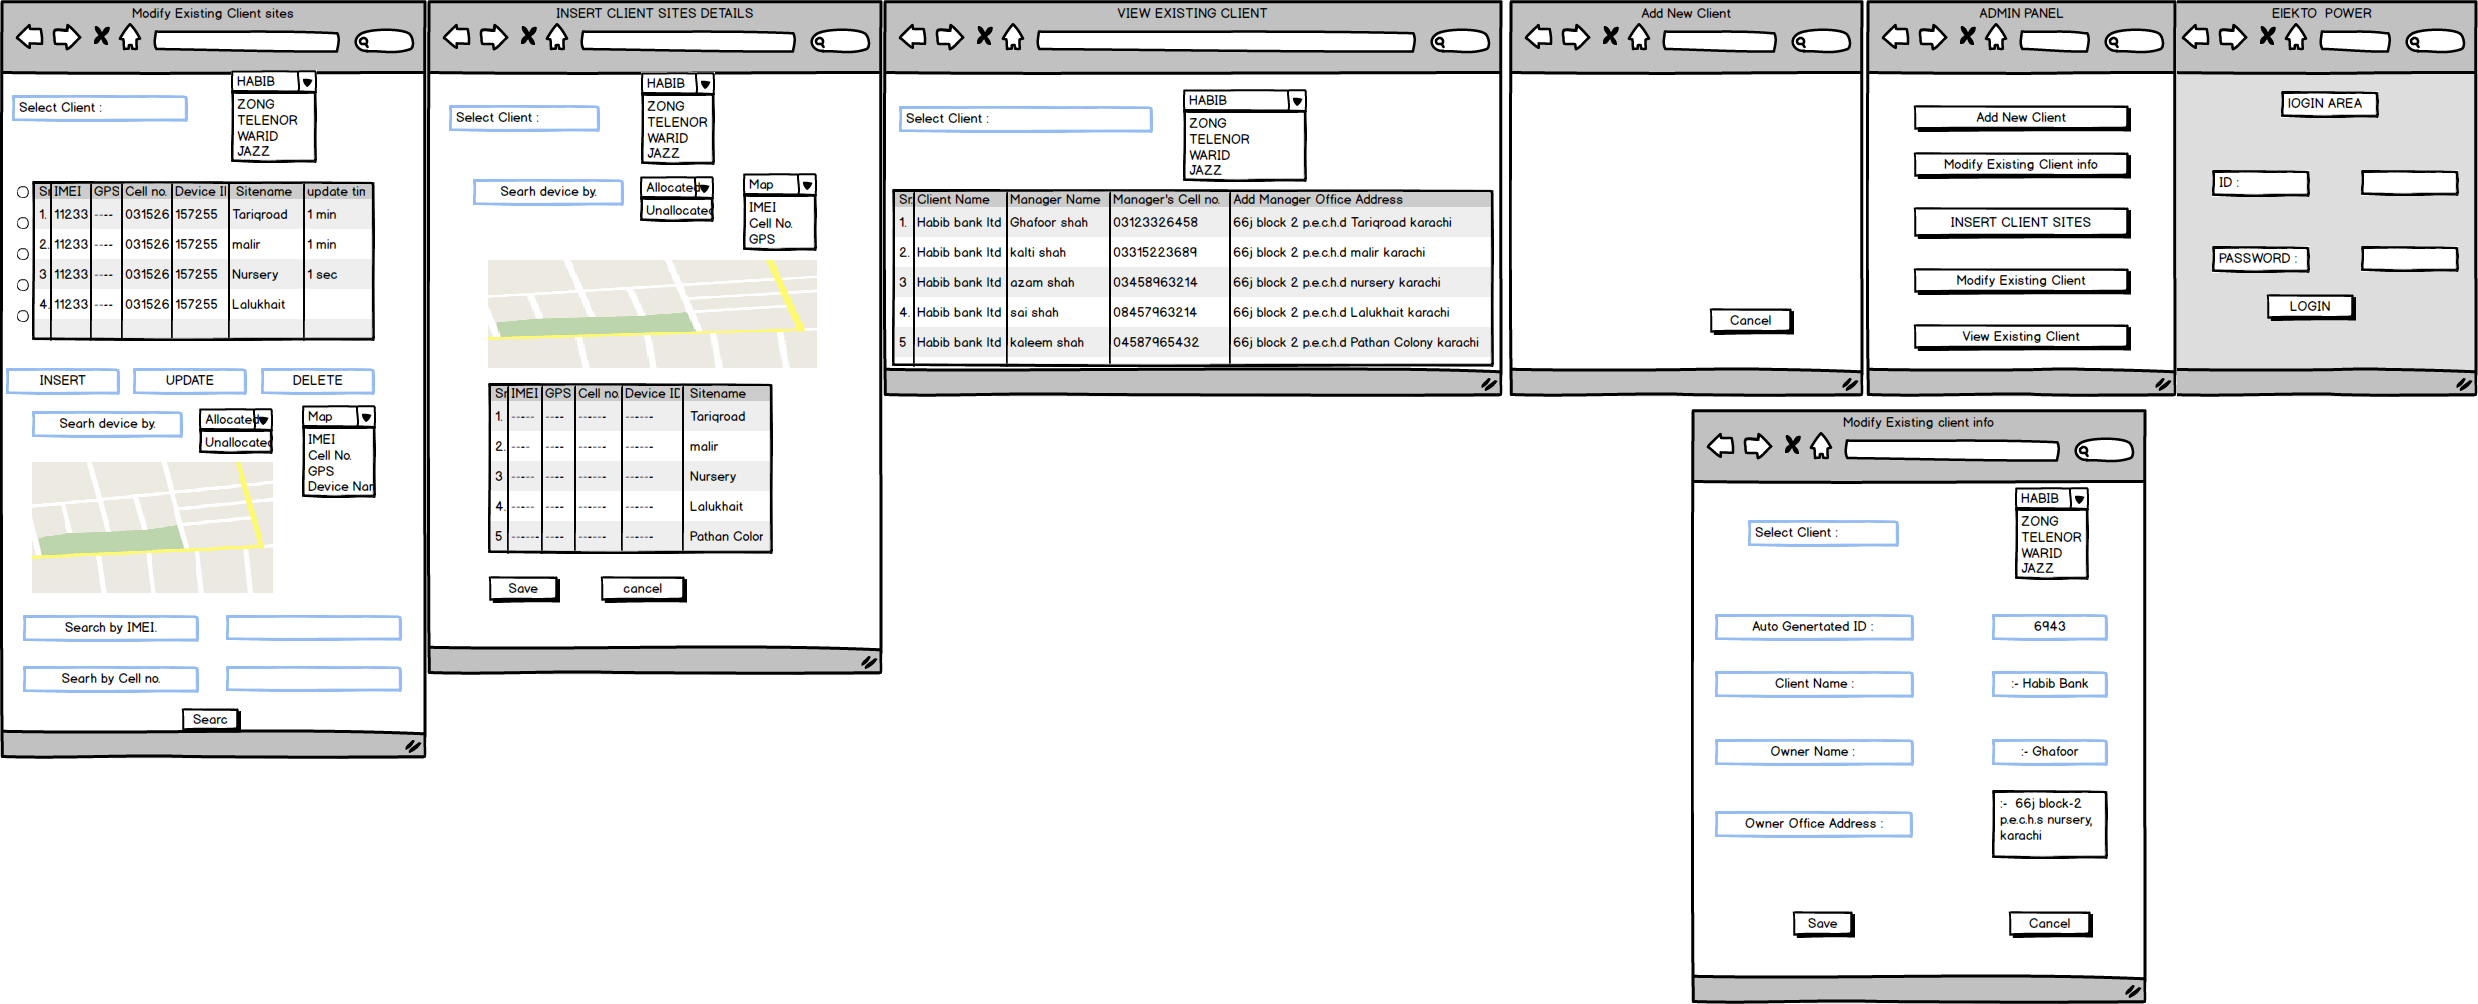 Modify Existing Client sites
HABIB
ZONG
TELENOR
WARID
JAZZ
Select Client :
Sr IMEI GPS Cell no. Device ID Sitename update tin
1. 11233 ---- 031526 157255 Tariqroad 1 min
2. 11233 ---- 031526 157255 malir 1 min
3 11233 ---- 031526 157255 Nursery 1 sec
4. 11233 ---- 031526 157255 Lalukhait
INSERT UPDATE DELETE
Searh device by.
Allocated
Unallocated
Map
IMEI
Cell No.
GPS
Device Nan
Search by IMEI.
Searh by Cell no.
Searc
INSERT CLIENT SITES DETAILS
HABIB
ZONG
TELENOR
WARID
JAZZ
Select Client :
Searh device by.
Allocated
Unallocated
Map
IMEI
Cell No.
GPS
Sr IMEI GPS Cell no. Device ID Sitename
1. ----- ---- ------ ------ Tariqroad
2. ---- ---- ------ ------ malir
3 ----- ---- ------ ------ Nursery
4. ----- ---- ------ ------ Lalukhait
5 ------ ---- ------ ------ Pathan Color
Save cancel
VIEW EXISTING CLIENT
HABIB
ZONG
TELENOR
WARID
JAZZ
Select Client :
Sr. Client Name Manager Name Manager's Cell no. Add Manager Office Address
1. Habib bank ltd Ghafoor shah 03123326458 66j block 2 p.e.c.h.d Tariqroad karachi
2. Habib bank ltd kalti shah 03315223689 66j block 2 p.e.c.h.d malir karachi
3 Habib bank ltd azam shah 03458963214 66j block 2 p.e.c.h.d nursery karachi
4. Habib bank ltd sai shah 08457963214 66j block 2 p.e.c.h.d Lalukhait karachi
5 Habib bank ltd kaleem shah 04587965432 66j block 2 p.e.c.h.d Pathan Colony karachi
Add New Client
Cancel
ADMIN PANEL
Add New Client
Modify Existing Client info
INSERT CLIENT SITES
Modify Existing Client
View Existing Client
ElEKTO POWER
lOGIN AREA
ID :
PASSWORD :
LOGIN
Modify Existing client info
HABIB
ZONG
TELENOR
WARID
JAZZ
Select Client :
Auto Genertated ID : 6943
Client Name : :- Habib Bank
Owner Name : :- Ghafoor
Owner Office Address :
:- 66j block-2
p.e.c.h.s nursery,
karachi
Save Cancel